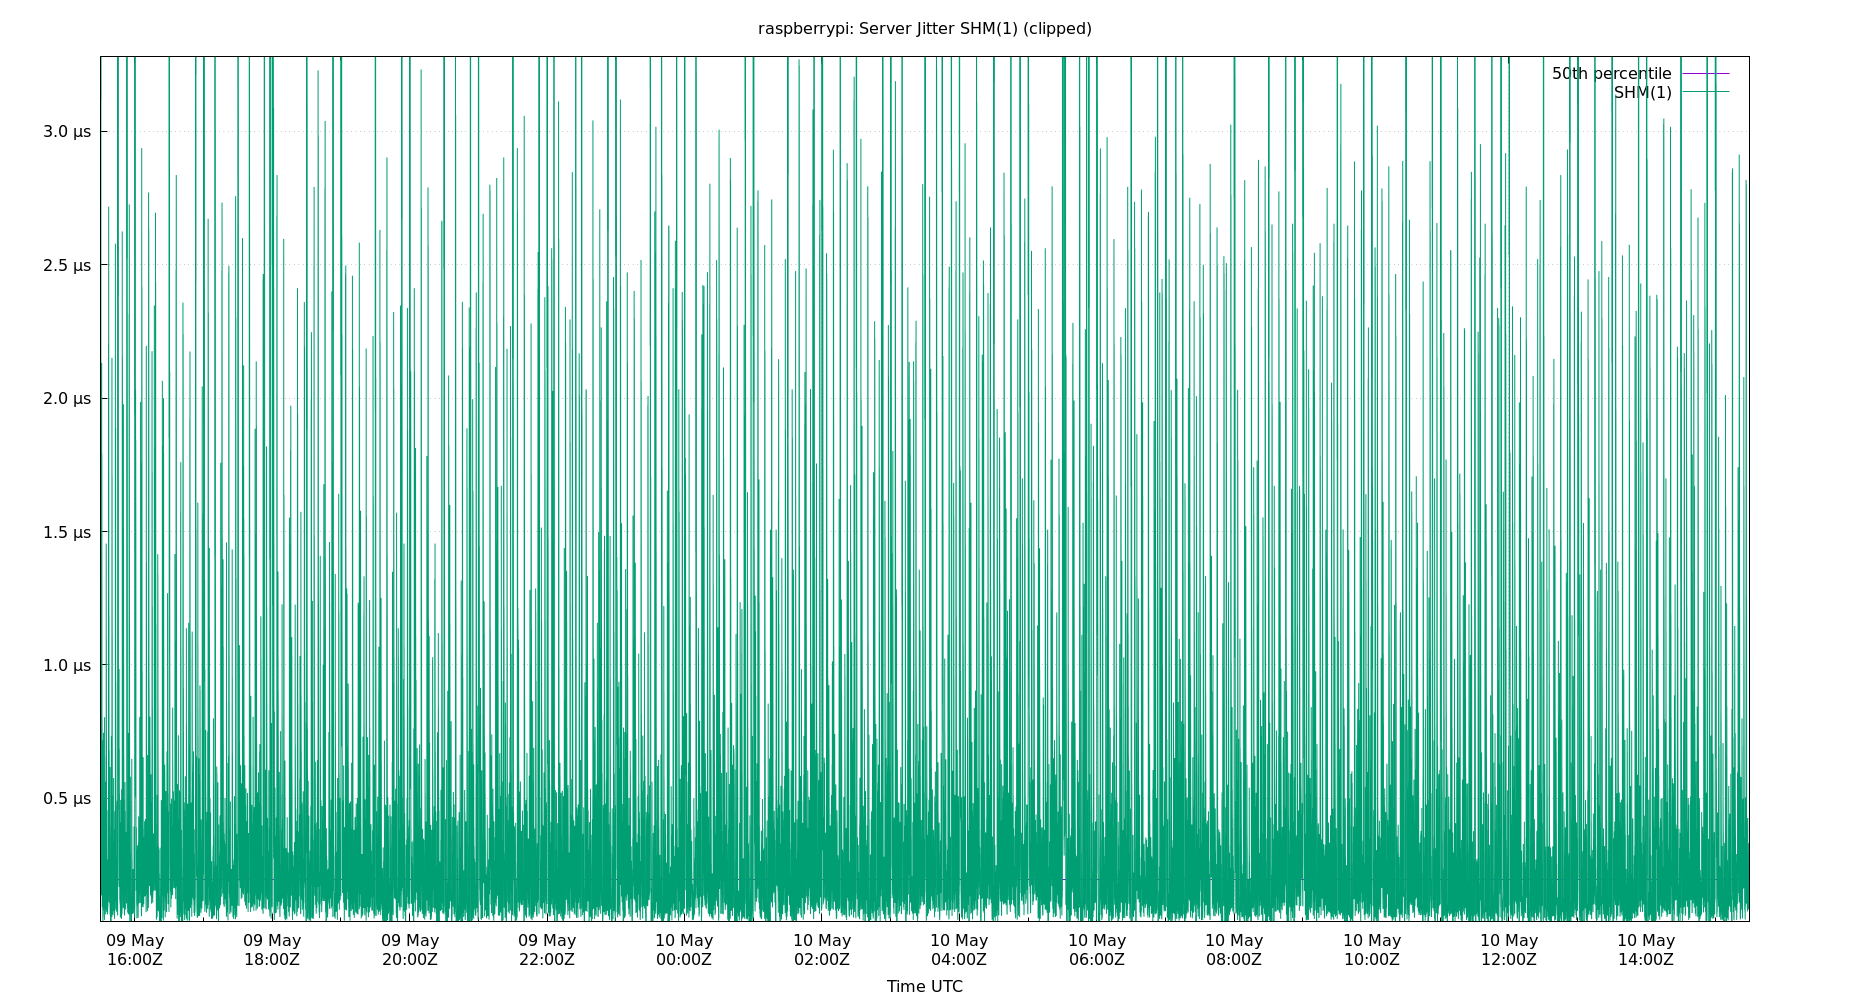 raspberrypi: Server Jitter SHM(1) (clipped)
50th percentile
SHM(1)
3.0 μs
2.5 μs
2.0 μs
1.5 μs
1.0 μs
0.5 μs
09 May 09 May 09 May 09 May 10 May 10 May 10 May 10 May 10 May 10 May 10 May 10 May
16:00Z 18:00Z 20:00Z 22:00Z 00:00Z 02:00Z 04:00Z 06:00Z 08:00Z 10:00Z 12:00Z 14:00Z
Time UTC